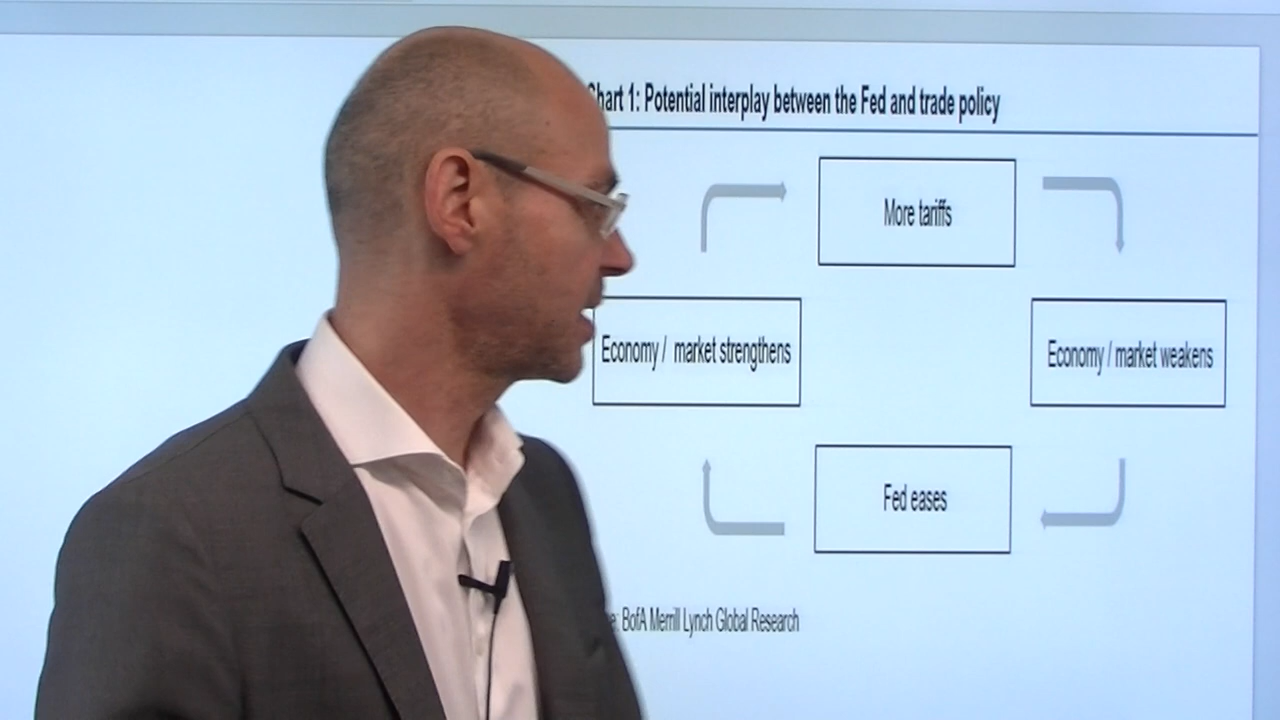 Chart 1: Potential interplay between the Fed and trade policy
More tariffs
Economy / market strengthens
Economy / market weakens
Fed eases
BofA Merrill Lynch Global Research